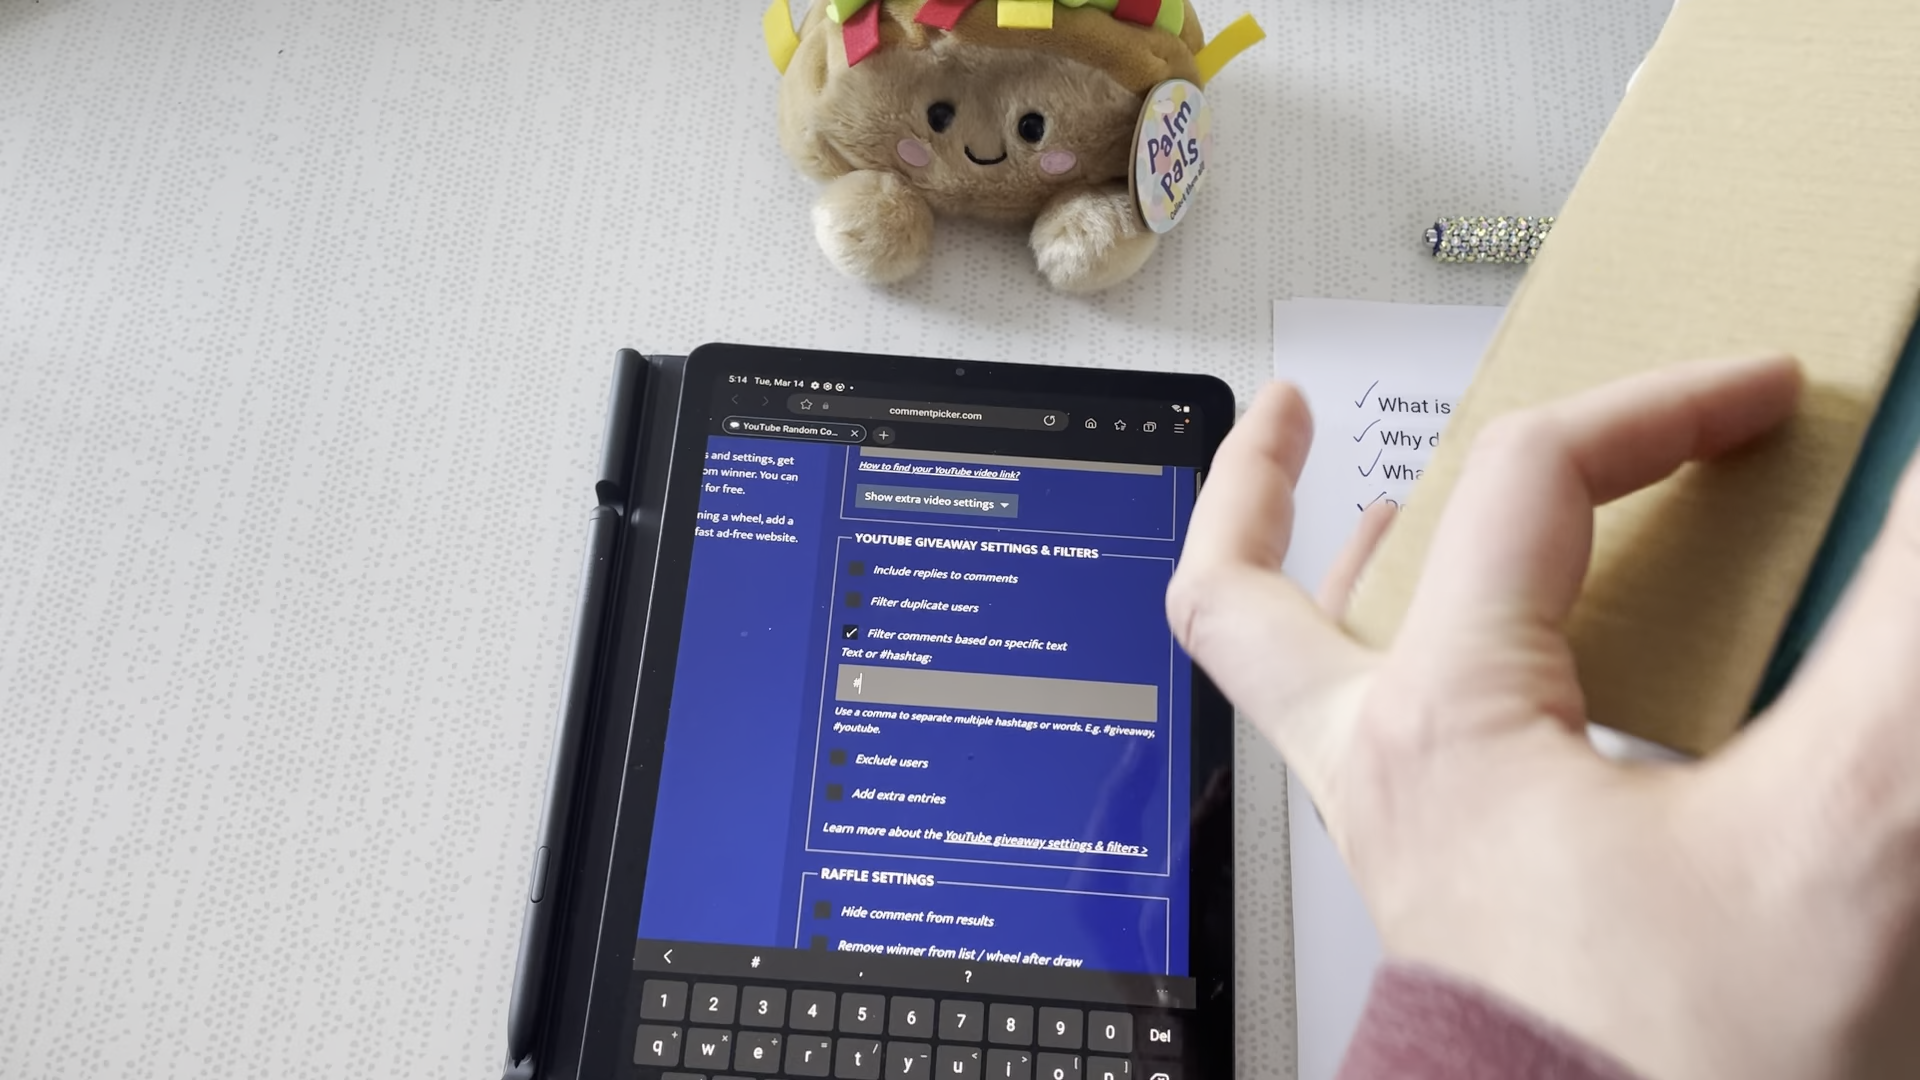 Palm
Pals
5:14 Tue, Mar 14
commentpicker.com
YouTube Random Co...
s and settings, get
om winner. You can
for free.
ning a wheel, add a
fast ad-free website.
How to find your YouTube video link?
Show extra video settings
YOUTUBE GIVEAWAY SETTINGS & FILTERS
Include replies to comments
Filter duplicate users
Filter comments based on specific text
Text or #hashtag:
#
Use a comma to separate multiple hashtags or words. E.g. #giveaway,
#youtube.
Exclude users
Add extra entries
Learn more about the YouTube giveaway settings & filters >
RAFFLE SETTINGS
Hide comment from results
Remove winner from list / wheel after draw
# , ?
1 2 3 4 5 6 7 8 9 0 Del
q w e r t y u i o p
What is
Why d
Wha